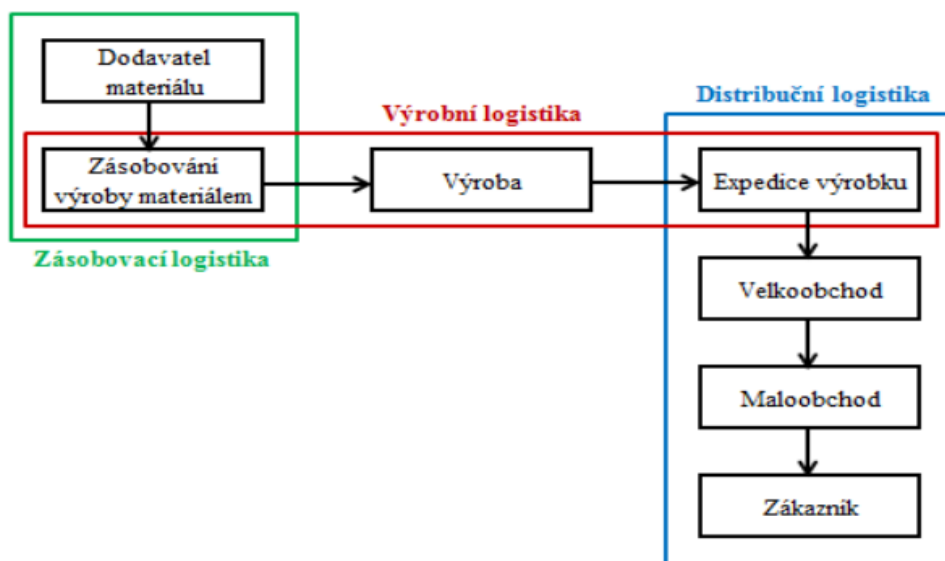 Dodavatel
materiálu
Výrobní logistika
Distribuční logistika
Zásobování
výroby materiálem
Výroba
Expedice výrobku
Zásobovací logistika
Velkoobchod
Maloobchod
Zákazník